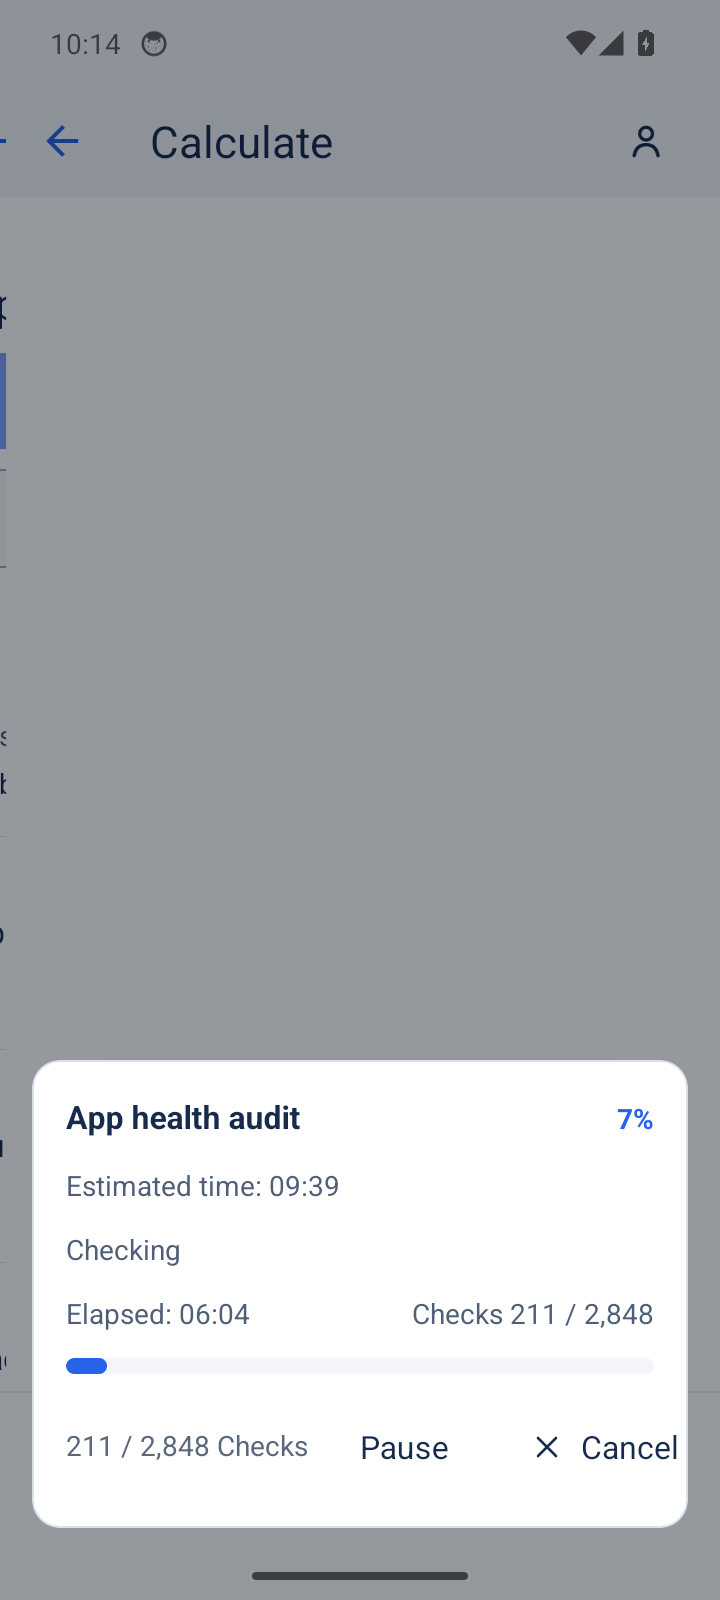 10:14
Calculate
App health audit 7%
Estimated time: 09:39
Checking
Elapsed: 06:04 Checks 211 / 2,848
211 / 2,848 Checks Pause Cancel